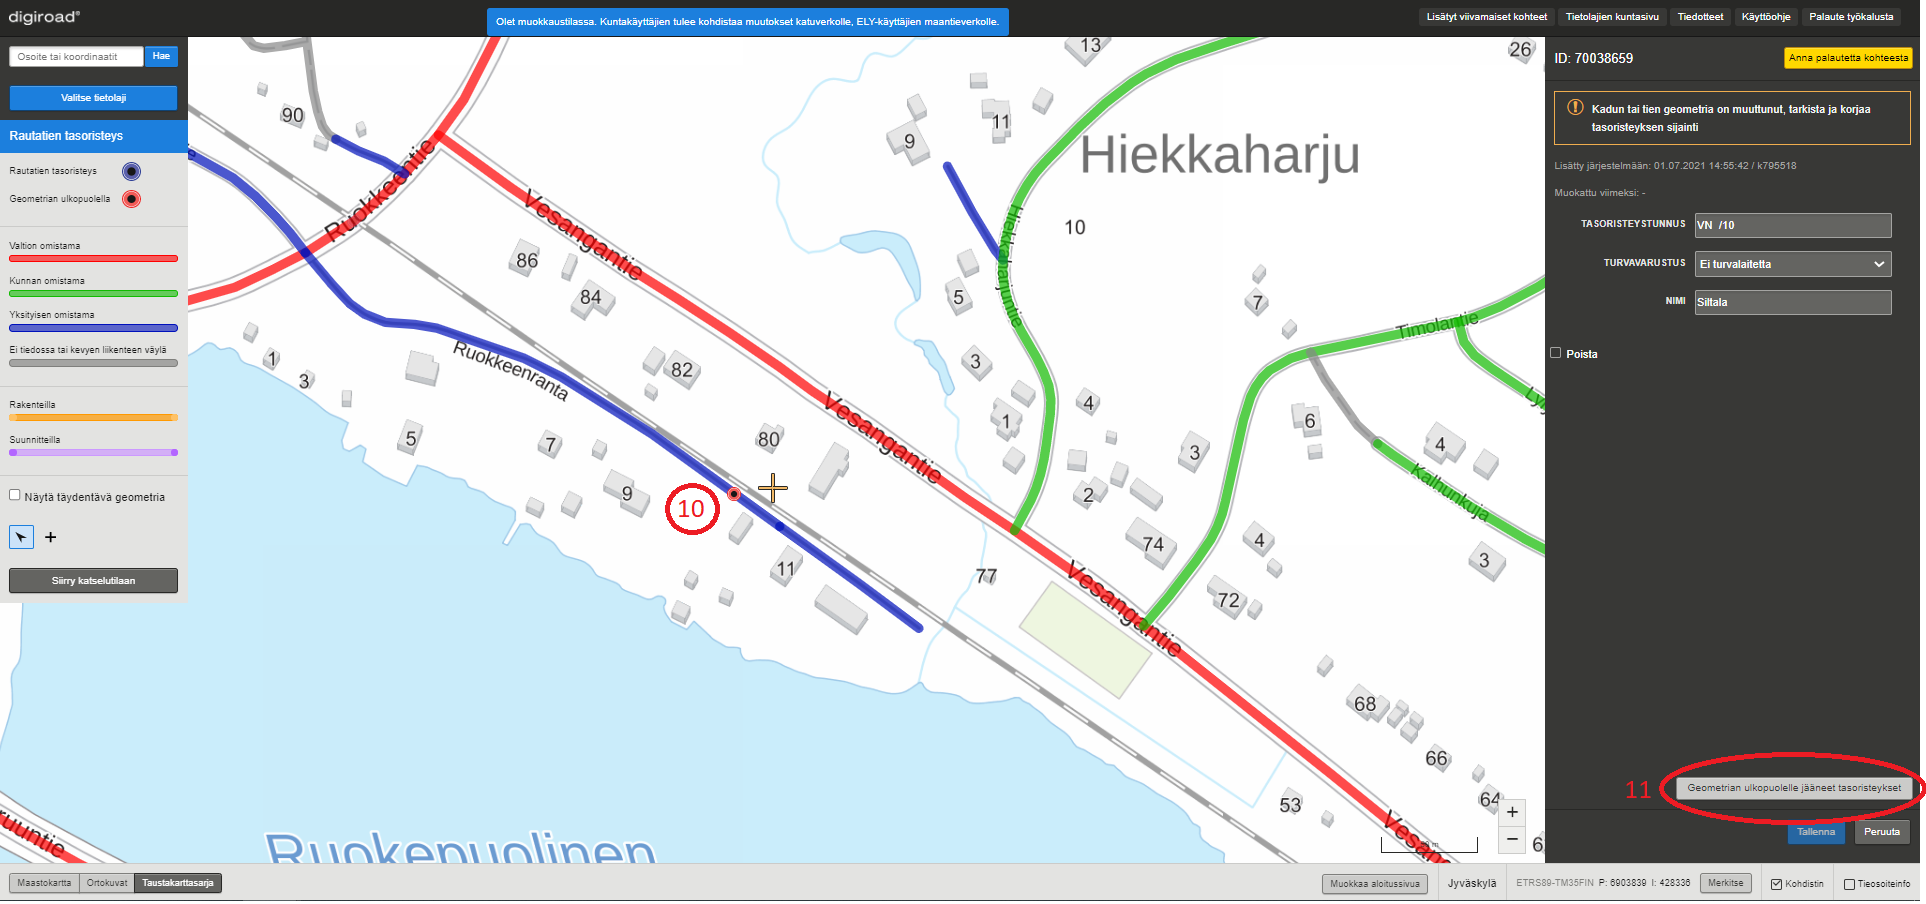 digiroad®
Olet muokkaustilassa. Kuntakäyttäjien tulee kohdistaa muutokset katuverkolle, ELY-käyttäjien maantieverkolle.
Lisätyt viivamaiset kohteet
Tietolajien kuntasivu
Tiedotteet
Käyttöohje
Palaute työkalusta
Osoite tai koordinaatit
Hae
Valitse tietolaji
Rautatien tasoristeys
Rautatien tasoristeys
Geometrian ulkopuolella
Valtion omistama
Kunnan omistama
Yksityisen omistama
Ei tiedossa tai kevyen liikenteen väylä
Rakenteilla
Suunnitteilla
Näytä täydentävä geometria
+
Siirry katselutilaan
90
Ruokkeentie
Vesangantie
86
84
82
80
Ruokkeenranta
1
3
5
7
9
10
11
13
11
9
Hiekkaharju
10
Hiekkaharjuntie
5
3
1
4
3
2
74
77
7
6
Timolantie
26
4
Kalhunkuja
3
4
72
Vesangantie
Vesangantie
68
66
64
53
Ruokepuolinen
ID: 70038659
Anna palautetta kohteesta
Kadun tai tien geometria on muuttunut, tarkista ja korjaa
tasoristeyksen sijainti
Lisätty järjestelmään: 01.07.2021 14:55:42 / k795518
Muokattu viimeksi: -
TASORISTEYSTUNNUS
VN /10
TURVAVARUSTUS
Ei turvalaitetta
NIMI
Siltala
Poista
11
Geometrian ulkopuolelle jääneet tasoristeykset
Tallenna
Peruuta
+
−
Maastokartta
Ortokuvat
Taustakarttasarja
Muokkaa aloitussivua
Jyväskylä
ETRS89-TM35FIN P: 6903839 I: 428336
Merkitse
Kohdistin
Tieosoiteinfo